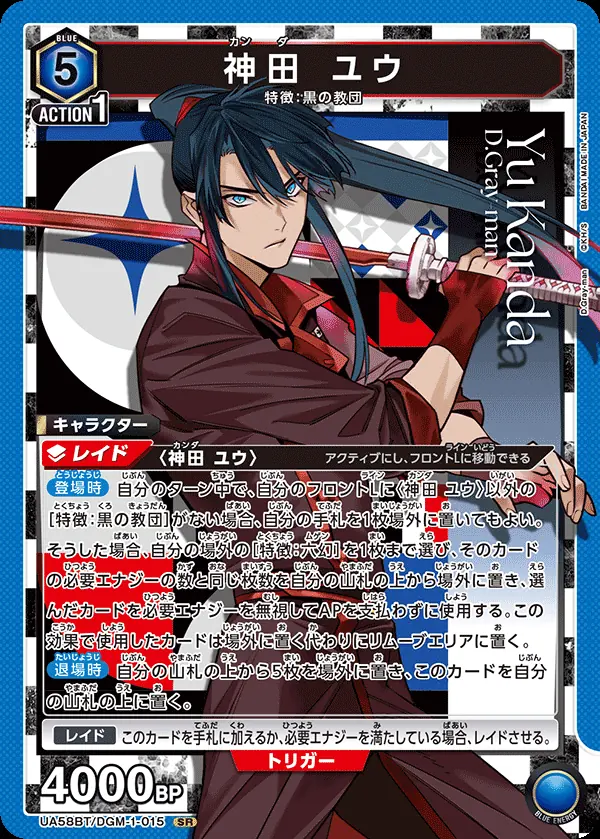 BLUE
5
ACTION 1
カンダ
神田 ユウ
特徴:黒の教団
Yu Kanda
D.Gray-man
D.Gray-man ©KH/S BANDAI MADE IN JAPAN
キャラクター
レイド 〈神田 ユウ〉 アクティブにし、フロントLに移動できる
登場時 自分のターン中で、自分のフロントLに〈神田 ユウ〉以外の
[特徴:黒の教団]がない場合、自分の手札を1枚場外に置いてもよい。
そうした場合、自分の場外の[特徴:六幻]を1枚まで選び、そのカード
の必要エナジーの数と同じ枚数を自分の山札の上から場外に置き、選
んだカードを必要エナジーを無視してAPを支払わずに使用する。この
効果で使用したカードは場外に置く代わりにリムーブエリアに置く。
退場時 自分の山札の上から5枚を場外に置き、このカードを自分
の山札の上に置く。
レイド このカードを手札に加えるか、必要エナジーを満たしている場合、レイドさせる。
トリガー
4000BP
UA58BT/DGM-1-015 SR
BLUE ENERGY